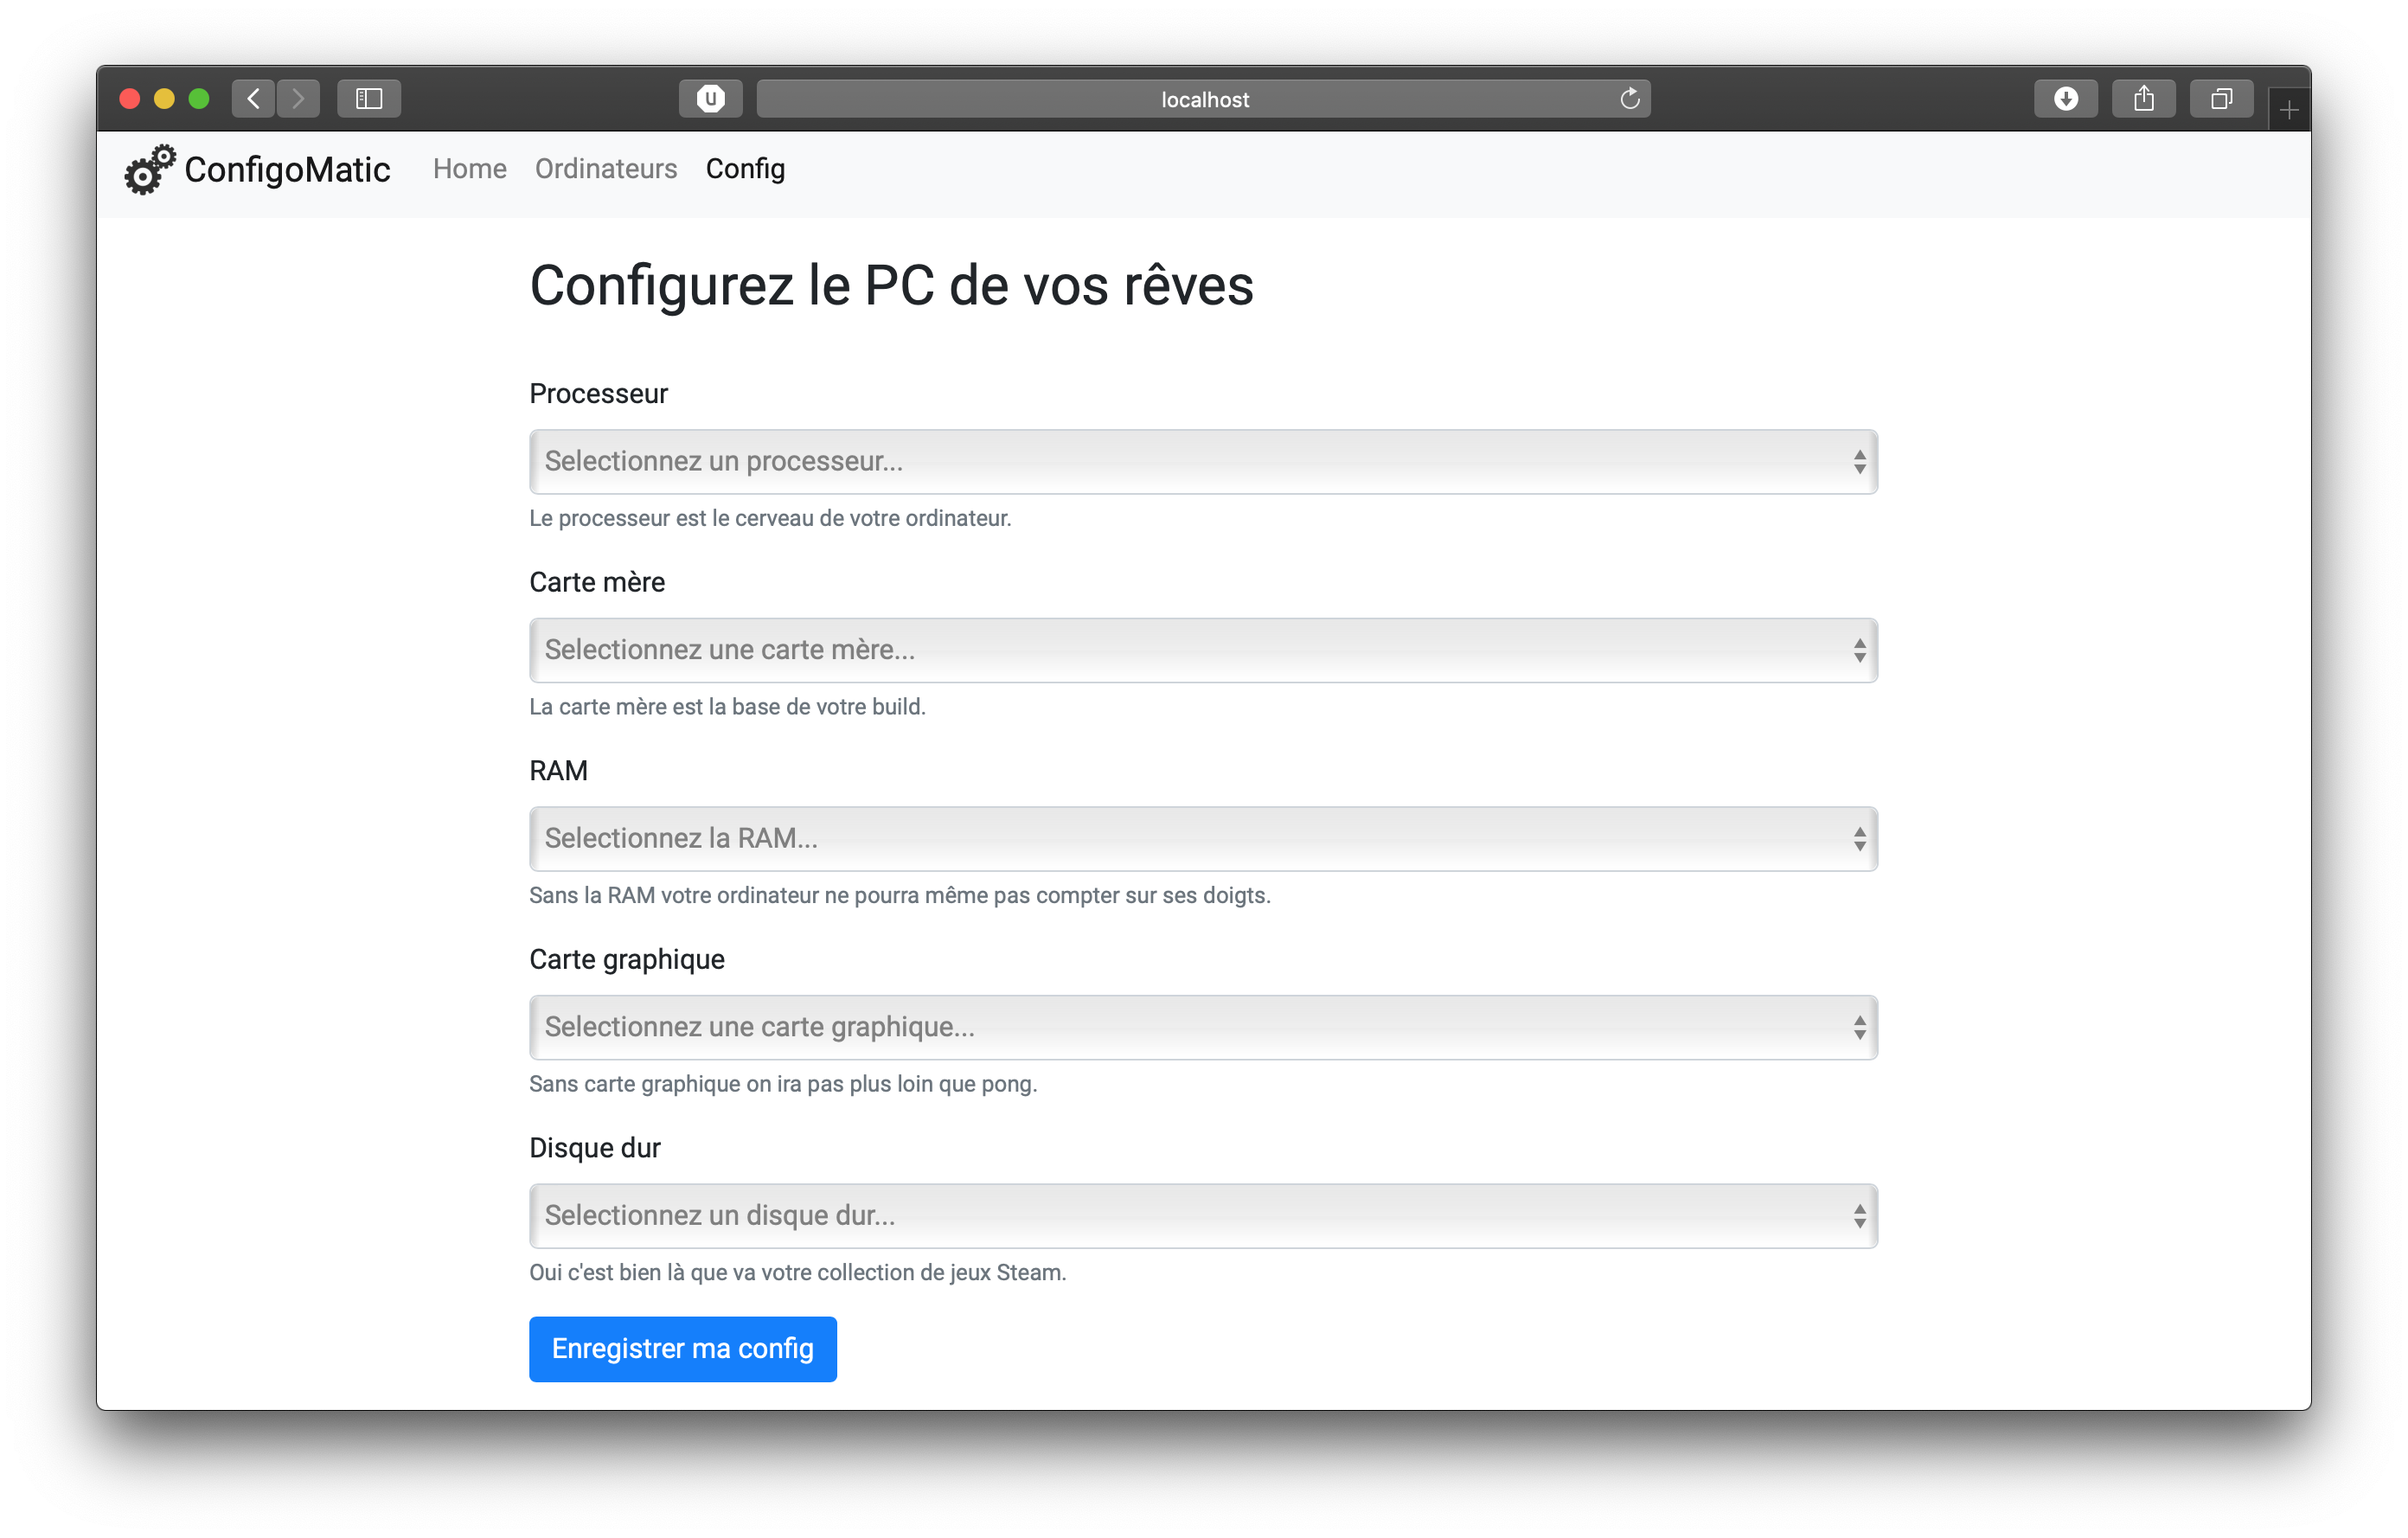 localhost
ConfigoMatic Home Ordinateurs Config
Configurez le PC de vos rêves
Processeur
Selectionnez un processeur...
Le processeur est le cerveau de votre ordinateur.
Carte mère
Selectionnez une carte mère...
La carte mère est la base de votre build.
RAM
Selectionnez la RAM...
Sans la RAM votre ordinateur ne pourra même pas compter sur ses doigts.
Carte graphique
Selectionnez une carte graphique...
Sans carte graphique on ira pas plus loin que pong.
Disque dur
Selectionnez un disque dur...
Oui c'est bien là que va votre collection de jeux Steam.
Enregistrer ma config